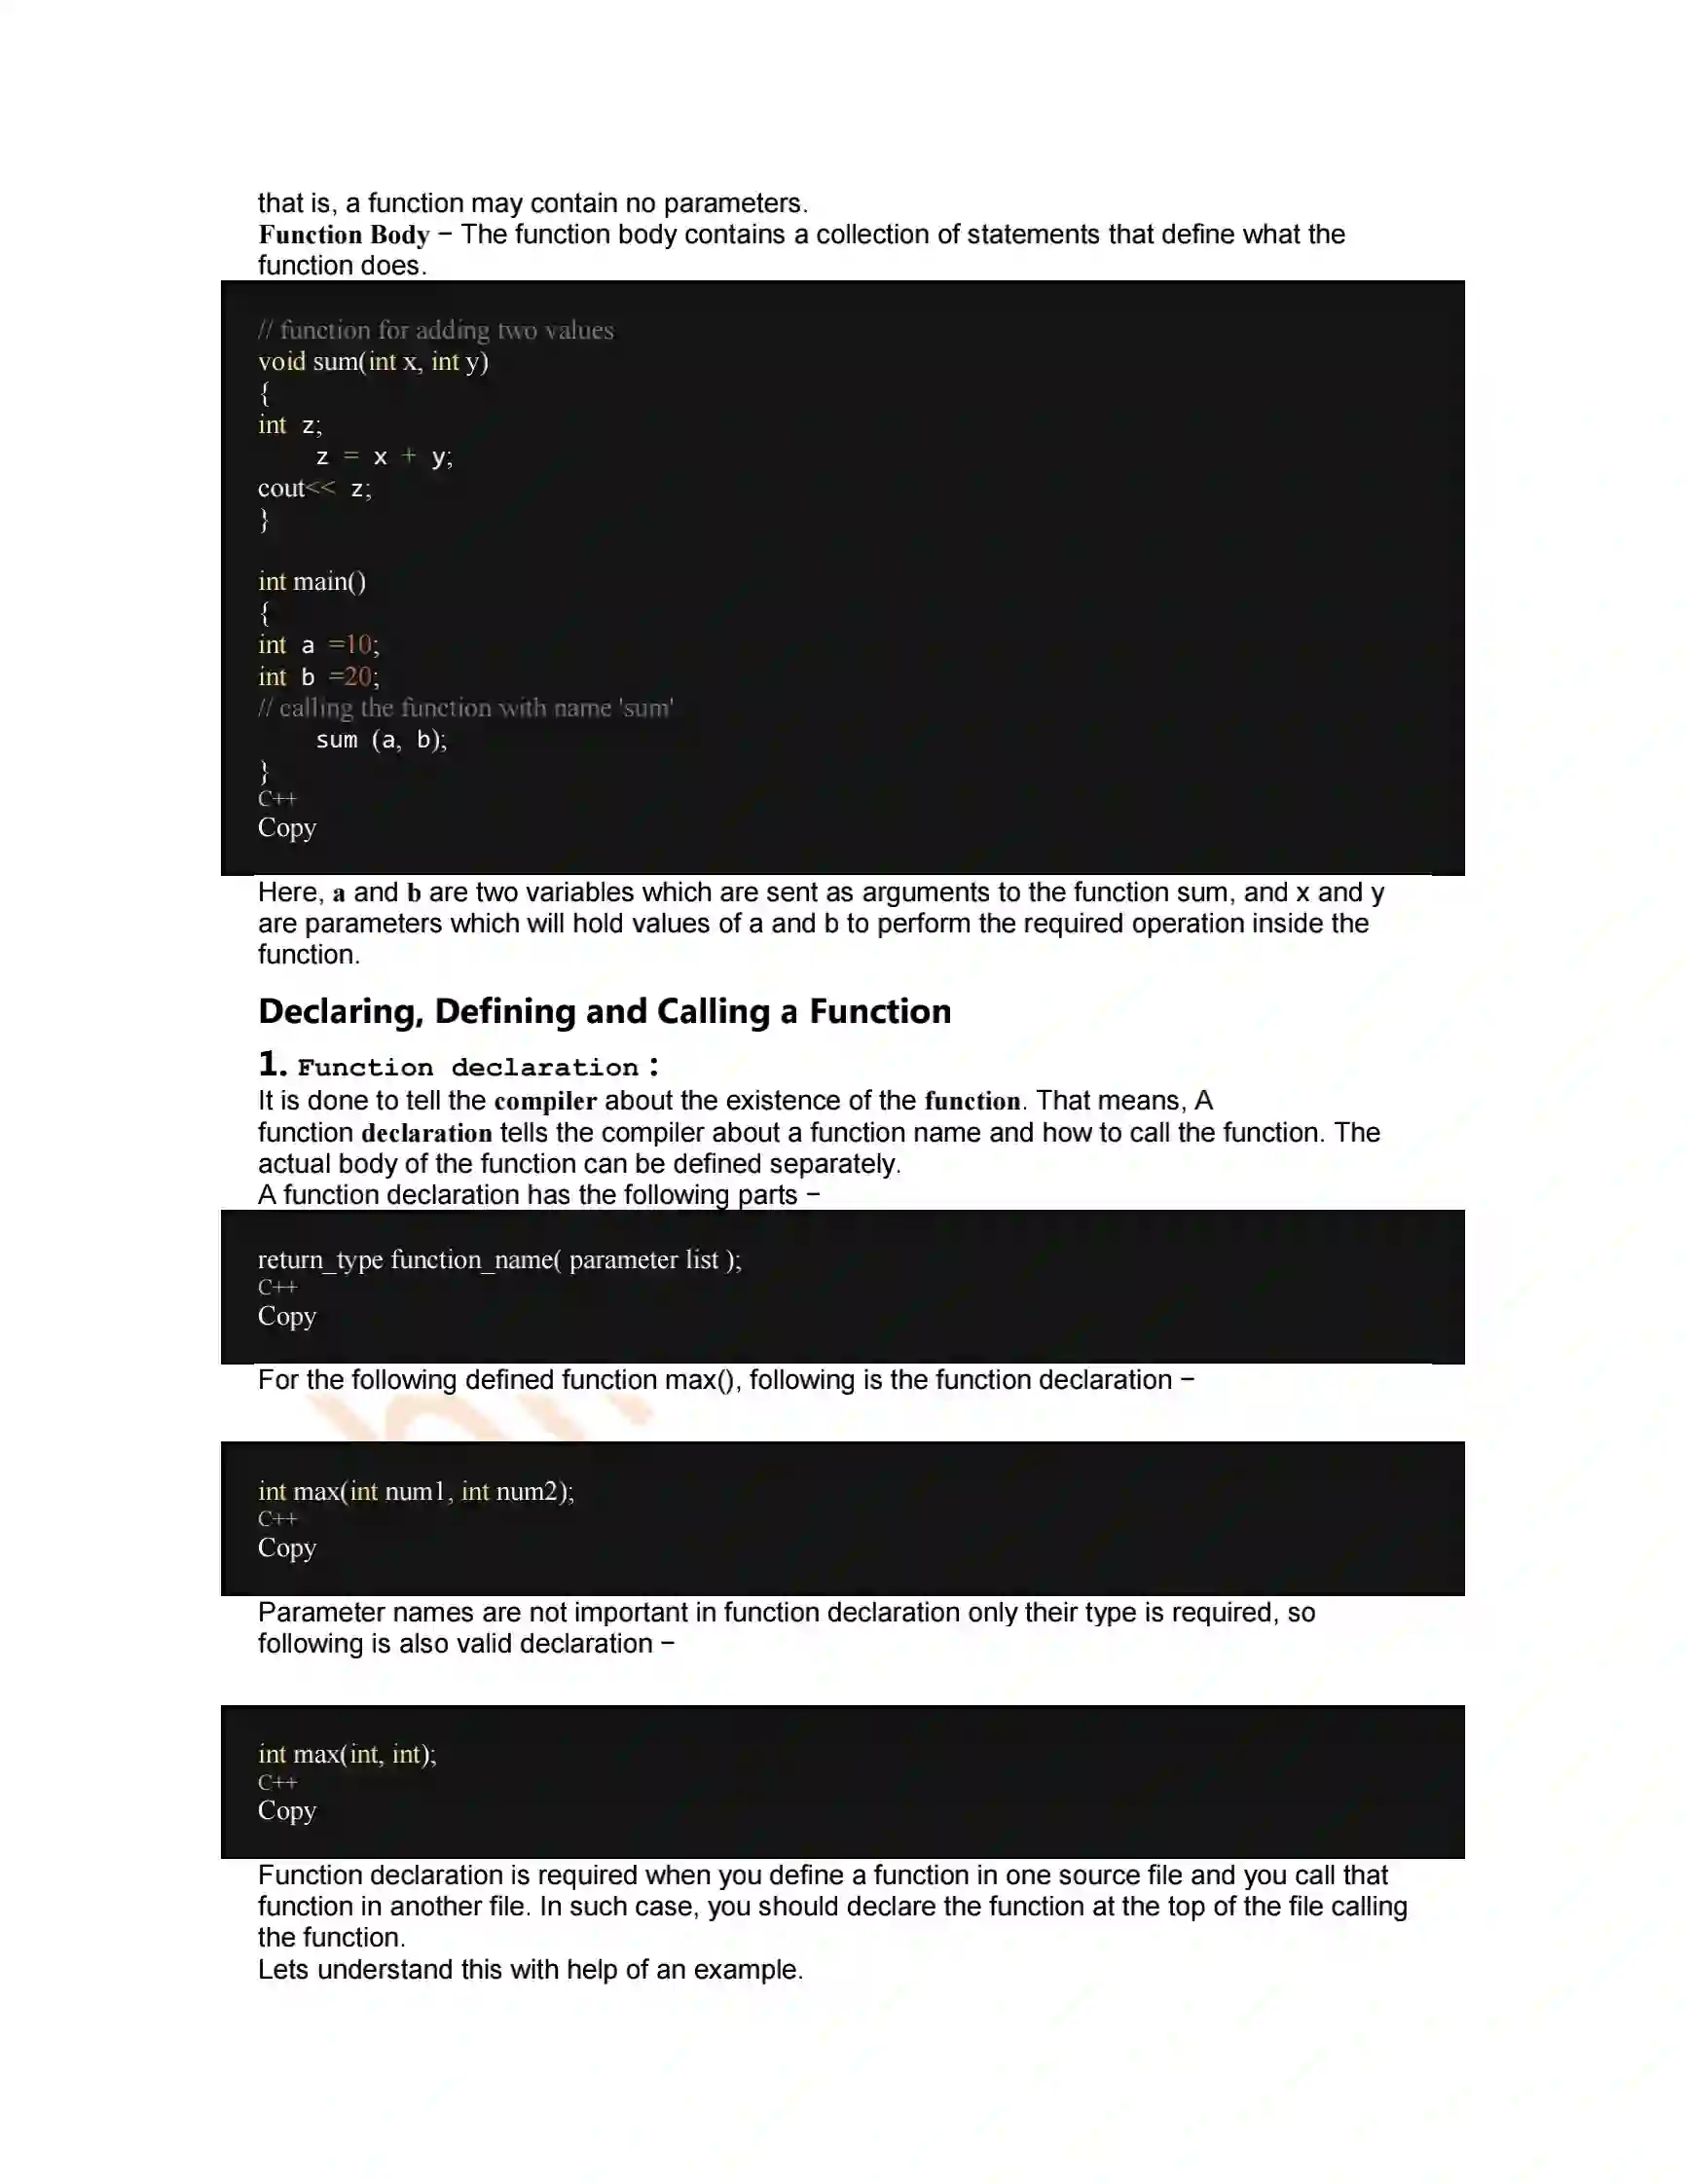 that is, a function may contain no parameters.
Function Body − The function body contains a collection of statements that define what the
function does.
// function for adding two values
void sum(int x, int y)
{
int z;
z = x + y;
cout<< z;
}
int main()
{
int a =10;
int b =20;
// calling the function with name 'sum'
sum (a, b);
}
C++
Copy
Here, a and b are two variables which are sent as arguments to the function sum, and x and y
are parameters which will hold values of a and b to perform the required operation inside the
function.
Declaring, Defining and Calling a Function
1. Function declaration :
It is done to tell the compiler about the existence of the function. That means, A
function declaration tells the compiler about a function name and how to call the function. The
actual body of the function can be defined separately.
A function declaration has the following parts −
return_type function_name( parameter list );
C++
Copy
For the following defined function max(), following is the function declaration −
int max(int num1, int num2);
C++
Copy
Parameter names are not important in function declaration only their type is required, so
following is also valid declaration −
int max(int, int);
C++
Copy
Function declaration is required when you define a function in one source file and you call that
function in another file. In such case, you should declare the function at the top of the file calling
the function.
Lets understand this with help of an example.